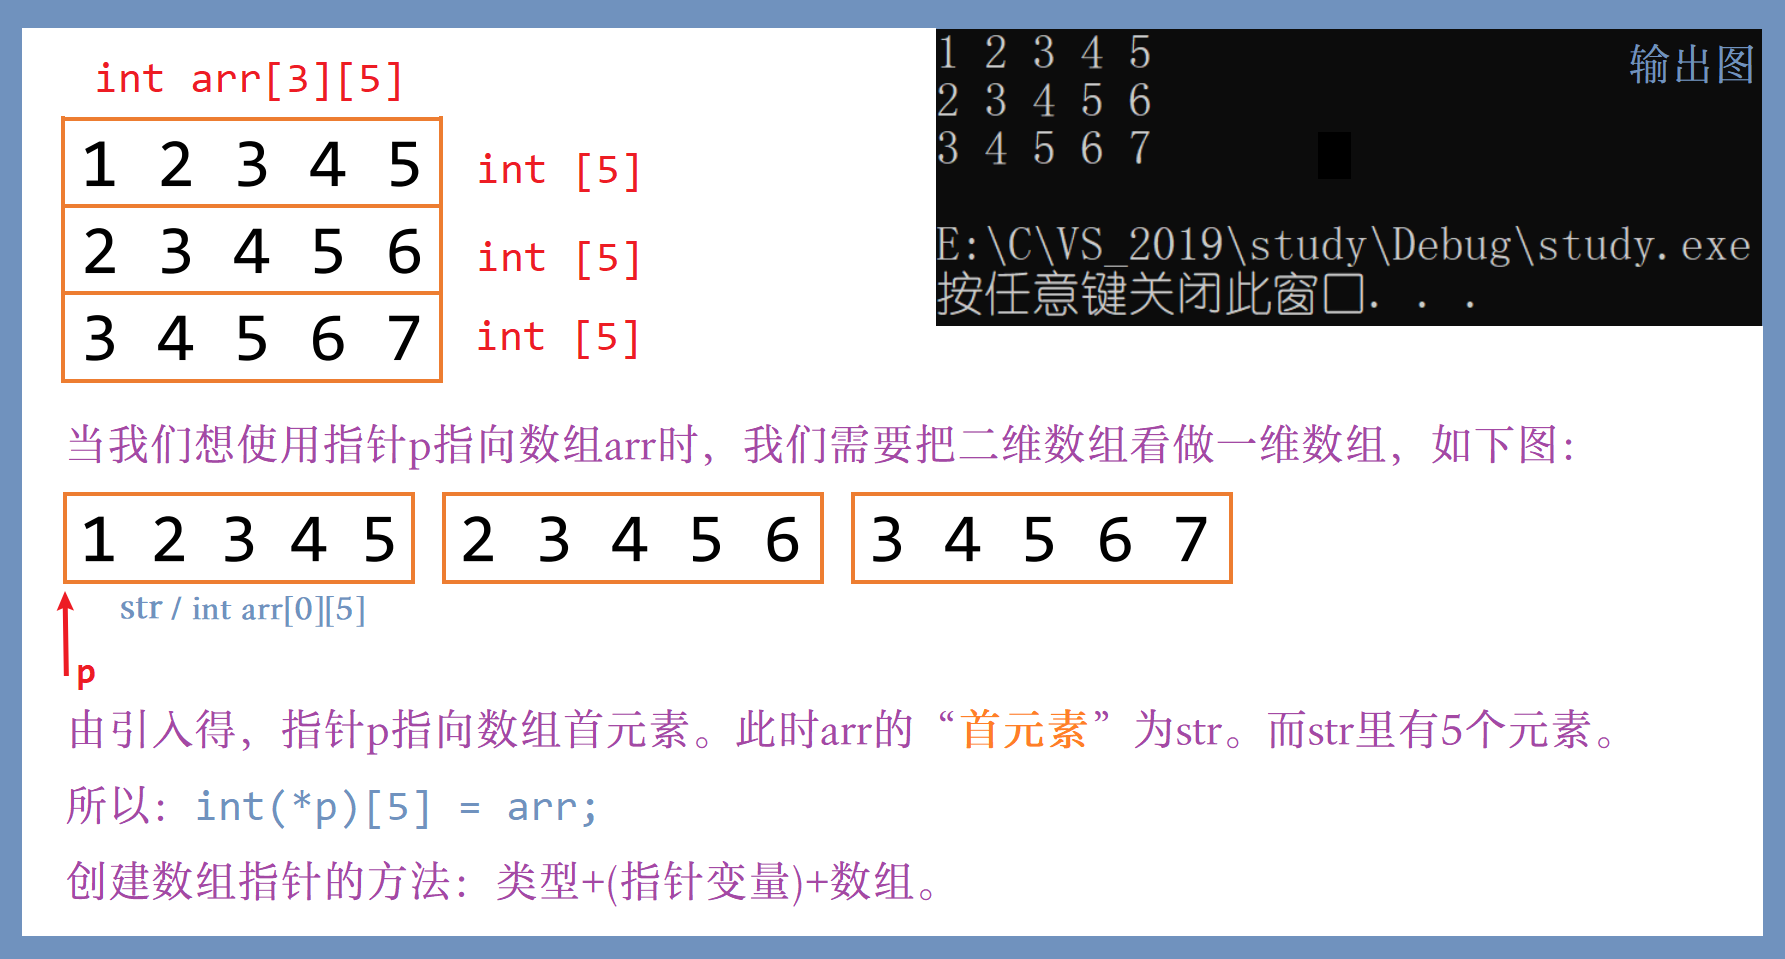 int arr[3][5]
1 2 3 4 5
int [5]
2 3 4 5 6
int [5]
3 4 5 6 7
int [5]
输出图
1 2 3 4 5
2 3 4 5 6
3 4 5 6 7
E:\C\VS_2019\study\Debug\study.exe
按任意键关闭此窗口. . .
当我们想使用指针p指向数组arr时，我们需要把二维数组看做一维数组，如下图：
1 2 3 4 5 2 3 4 5 6 3 4 5 6 7
str / int arr[0][5]
p
由引入得，指针p指向数组首元素。此时arr的“首元素”为str。而str里有5个元素。
所以：int(*p)[5] = arr;
创建数组指针的方法：类型+(指针变量)+数组。